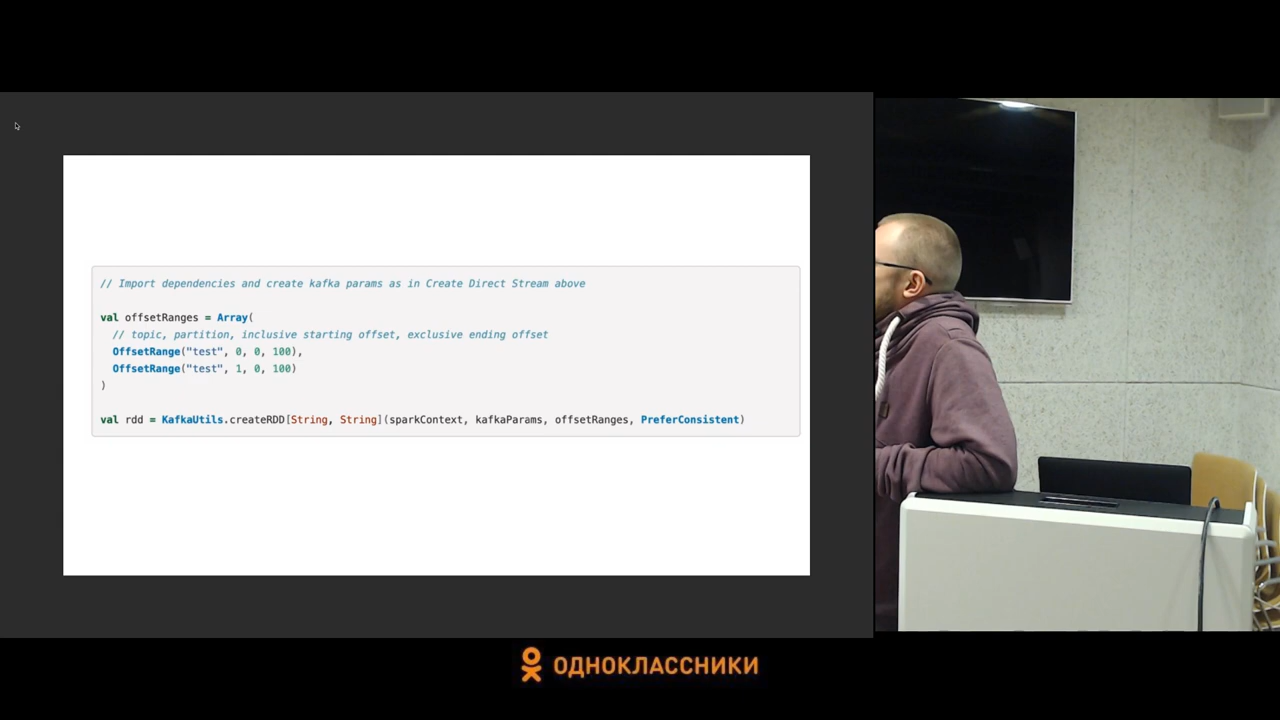 // Import dependencies and create kafka params as in Create Direct Stream above
val offsetRanges = Array(
// topic, partition, inclusive starting offset, exclusive ending offset
OffsetRange("test", 0, 0, 100),
OffsetRange("test", 1, 0, 100)
)
val rdd = KafkaUtils.createRDD[String, String](sparkContext, kafkaParams, offsetRanges, PreferConsistent)
ОДНОКЛАССНИКИ